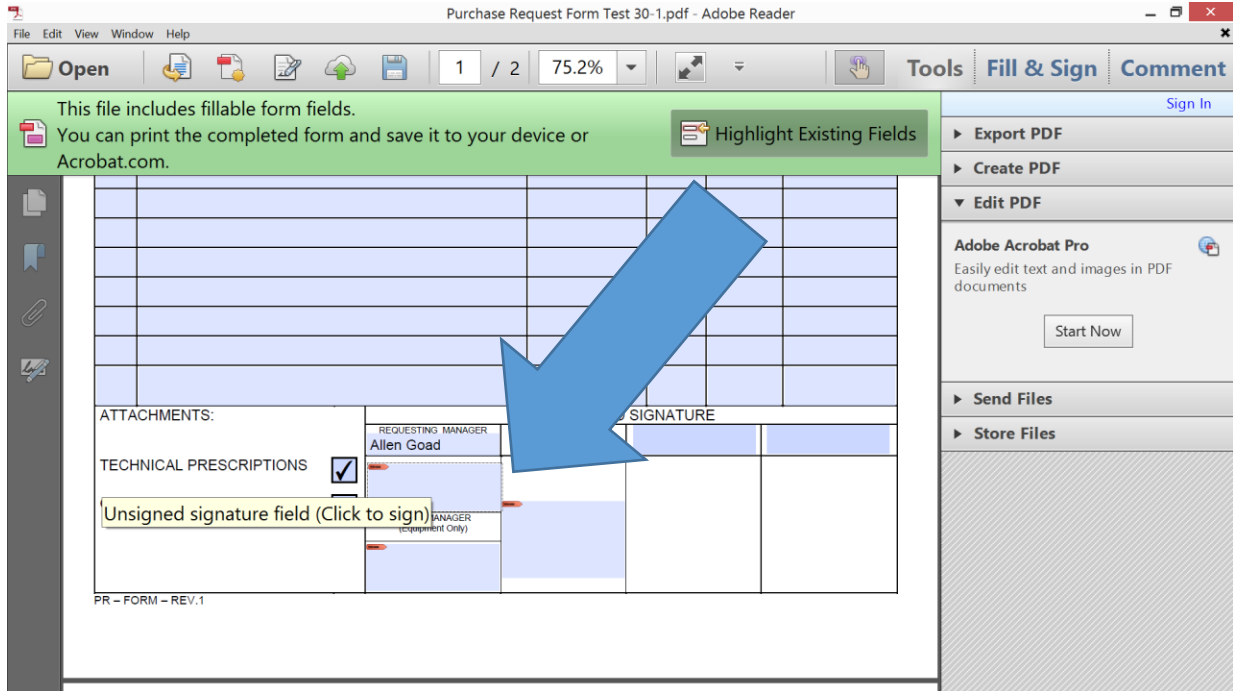 Purchase Request Form Test 30-1.pdf - Adobe Reader
File Edit View Window Help
Open 1 / 2 75.2% Tools Fill & Sign Comment
This file includes fillable form fields.
You can print the completed form and save it to your device or
Acrobat.com.
Highlight Existing Fields
Sign In
Export PDF
Create PDF
Edit PDF
Adobe Acrobat Pro
Easily edit text and images in PDF
documents
Start Now
Send Files
Store Files
ATTACHMENTS:
SIGNATURE
REQUESTING MANAGER
Allen Goad
TECHNICAL PRESCRIPTIONS
Unsigned signature field (Click to sign)
MANAGER
(Equipment Only)
PR – FORM – REV.1